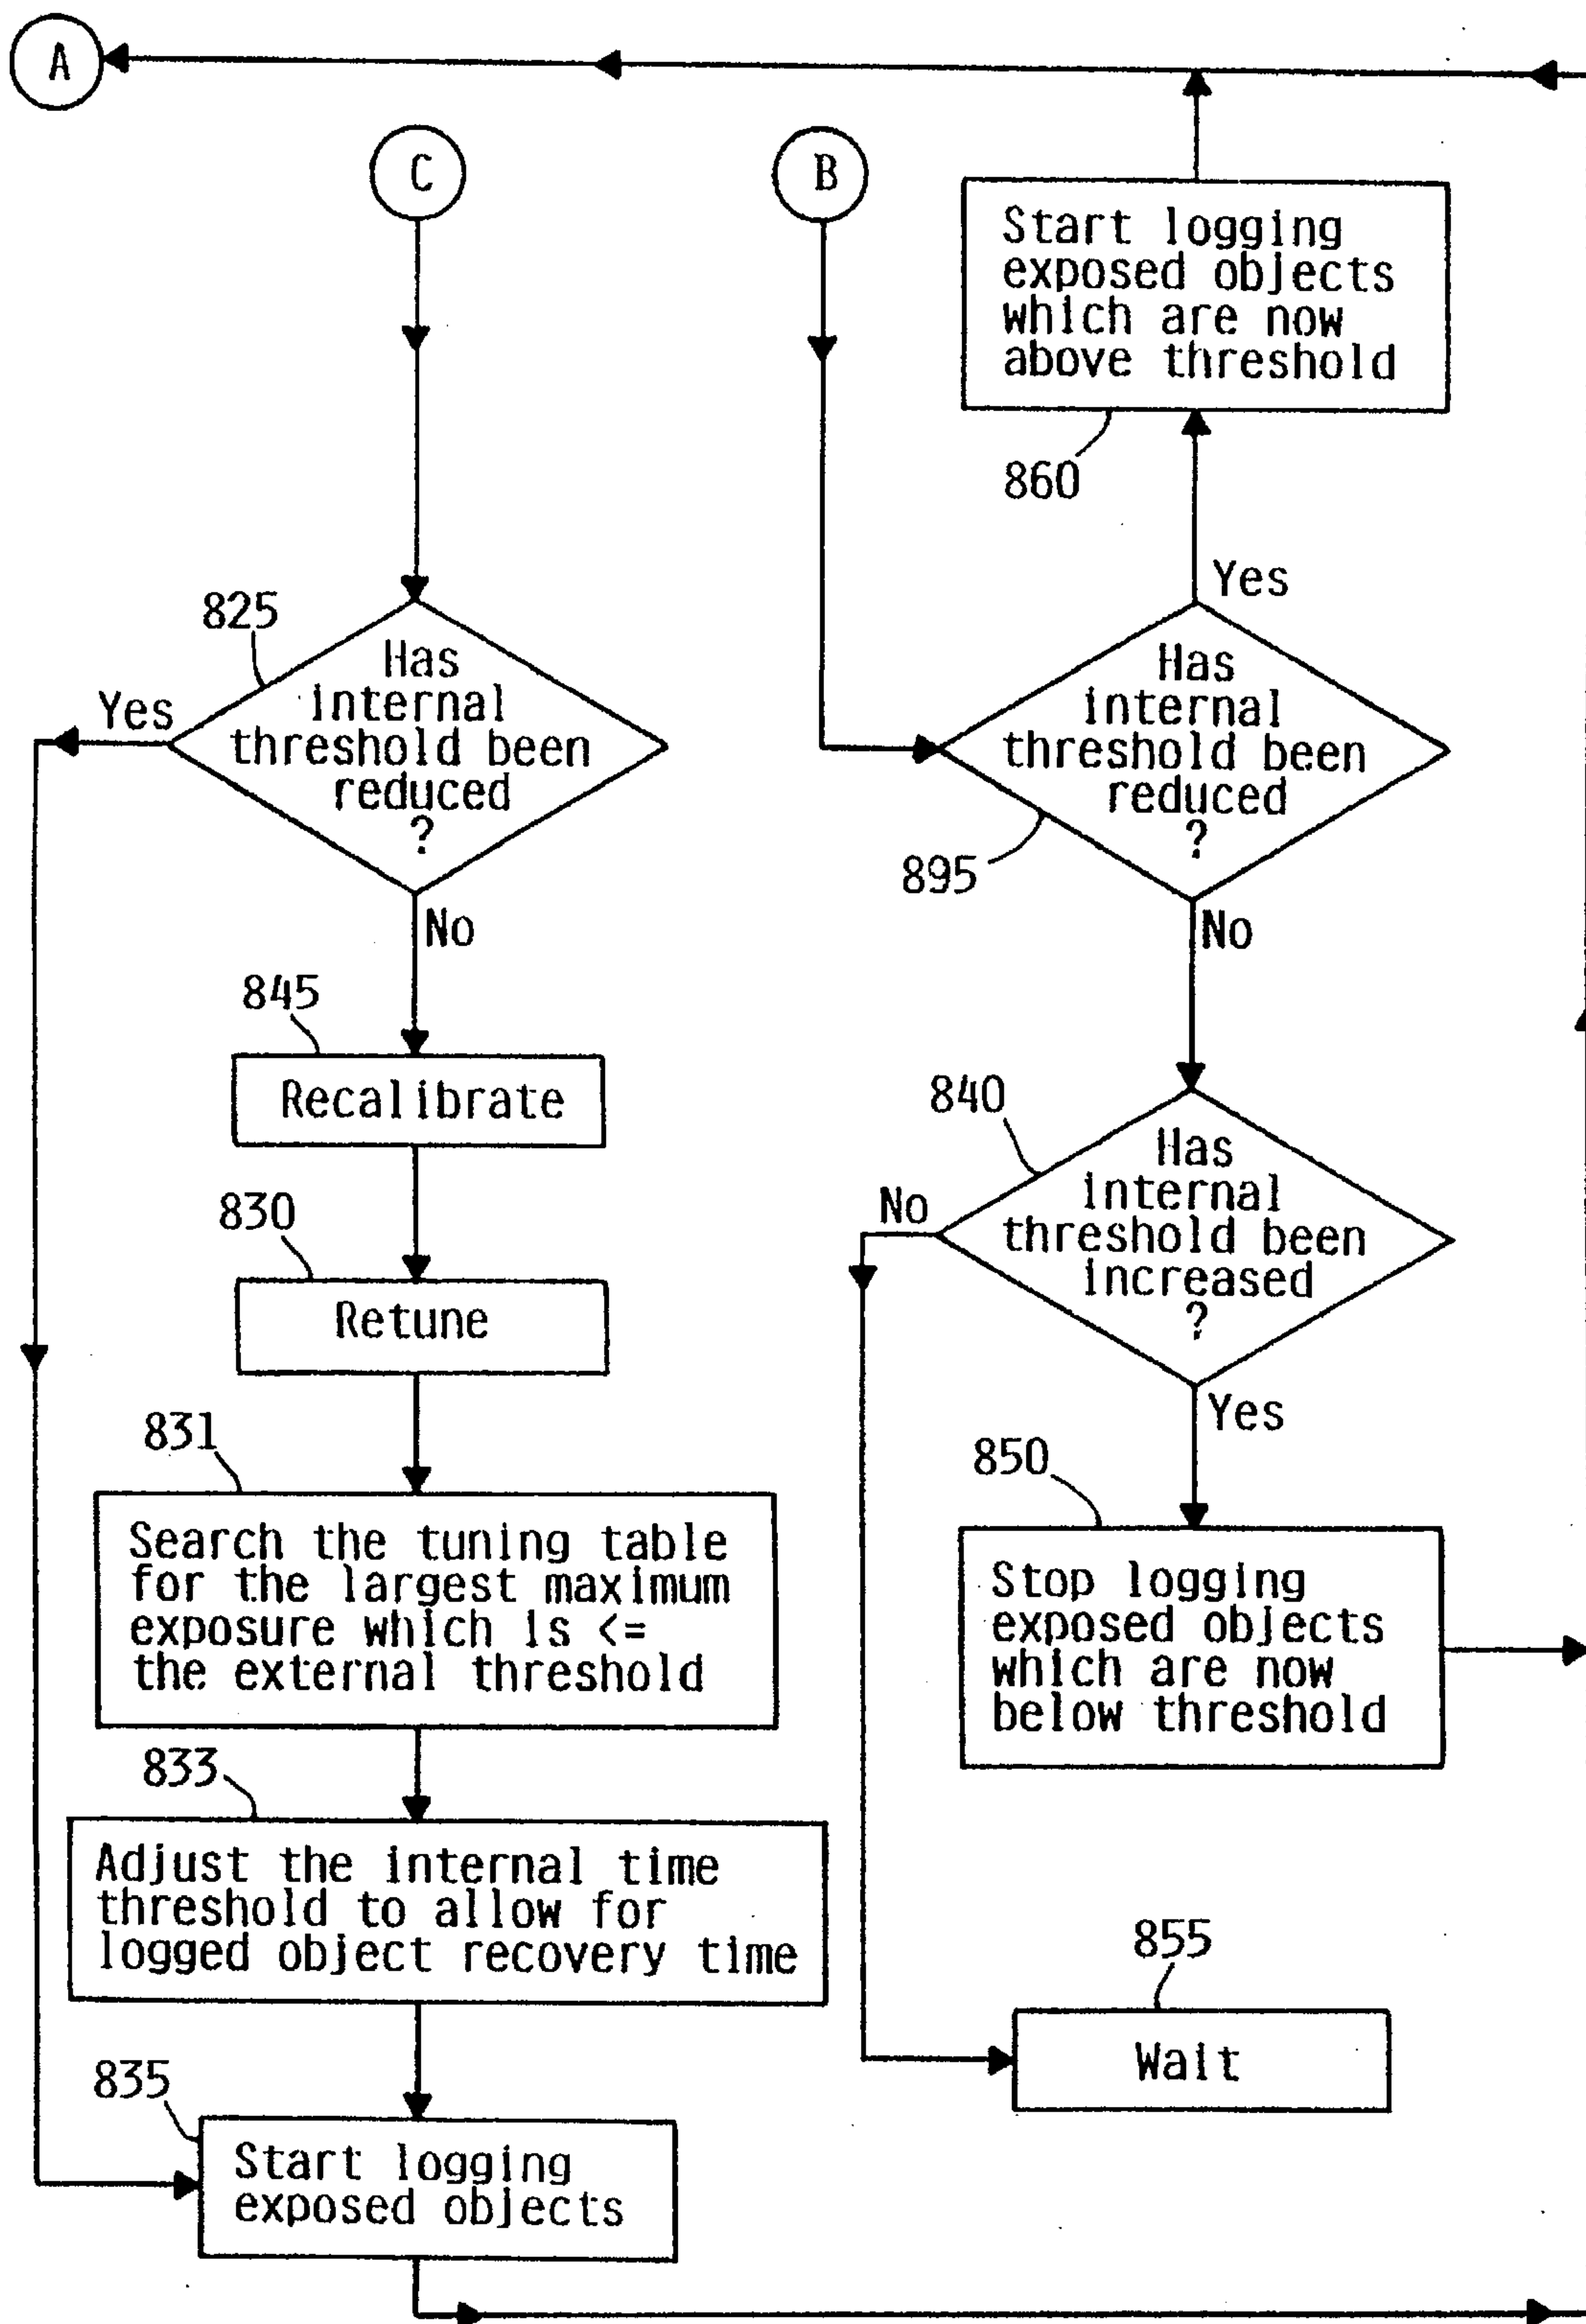 A
C
B
Start logging
exposed objects
which are now
above threshold
860
Yes
825
Has
internal
threshold been
reduced
?
Yes
No
Has
internal
threshold been
reduced
?
895
No
845
Recalibrate
830
Retune
840
Has
internal
threshold been
increased
?
No
Yes
831
Search the tuning table
for the largest maximum
exposure which is <=
the external threshold
850
Stop logging
exposed objects
which are now
below threshold
833
Adjust the internal time
threshold to allow for
logged object recovery time
855
Wait
835
Start logging
exposed objects